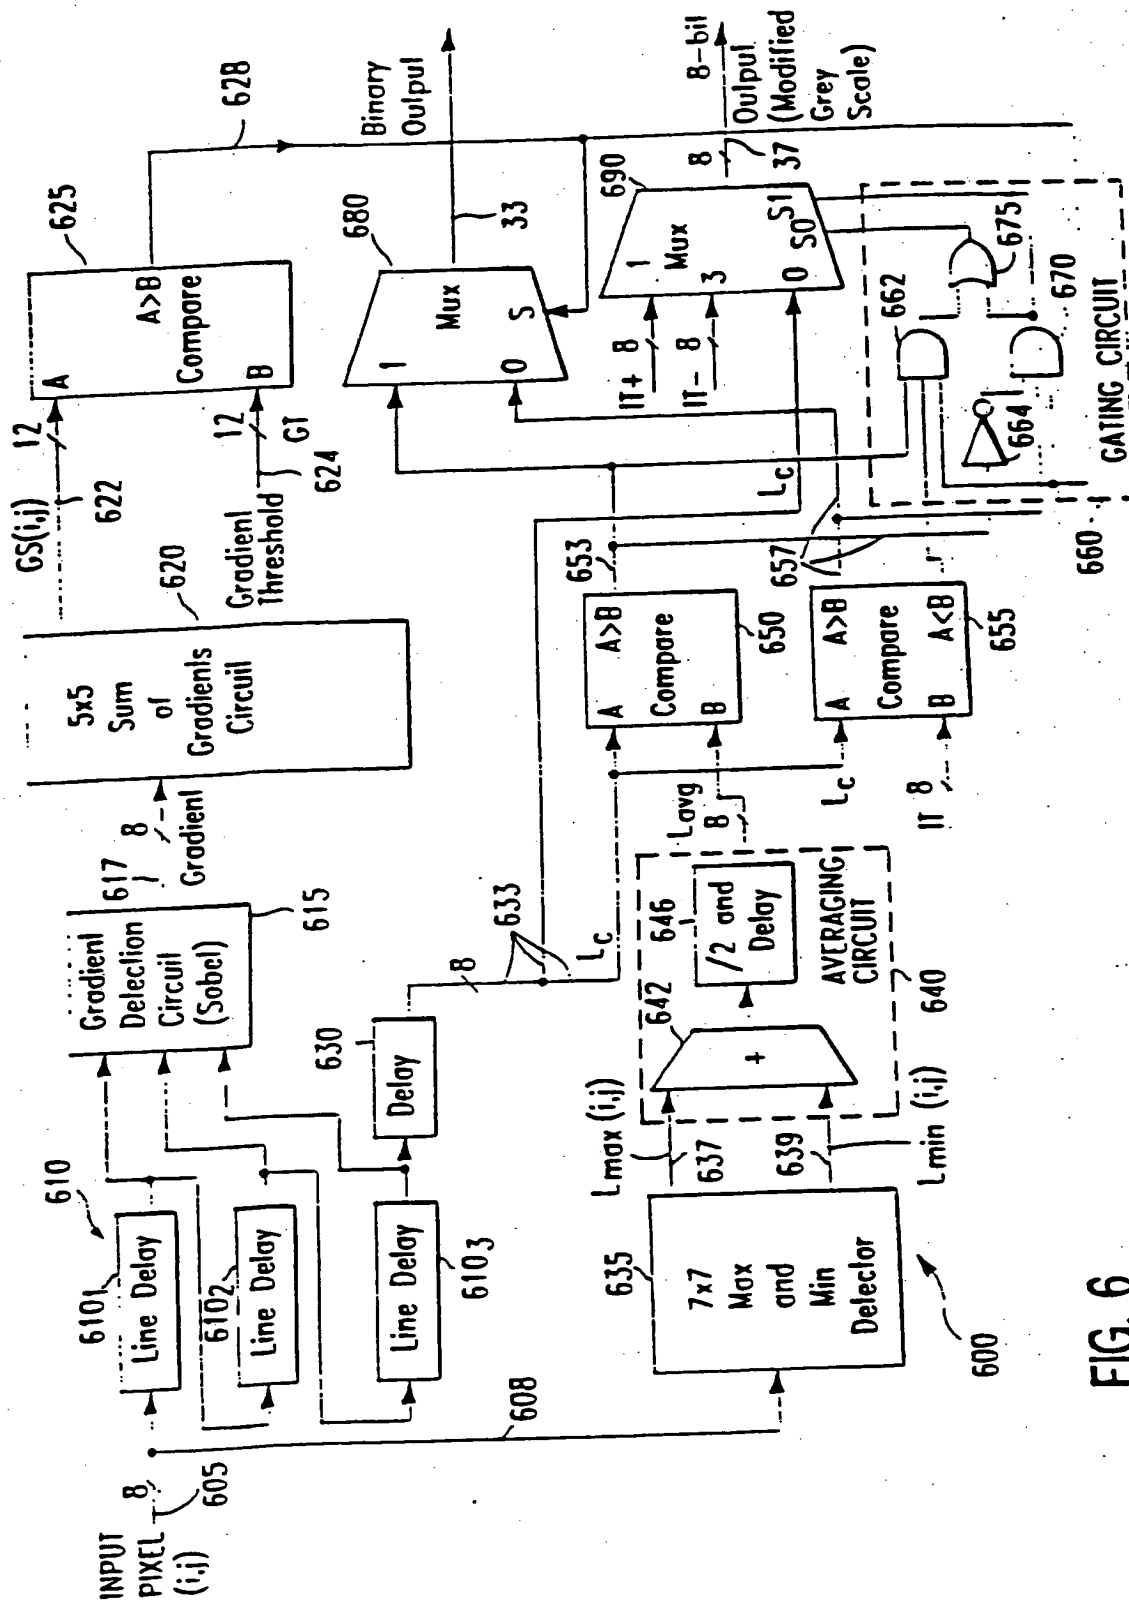 INPUT
PIXEL
(i,j)
8
605
608
610
610₁
Line Delay
610₂
Line Delay
Line Delay
610₃
Gradient
Detection
Circuit
(Sobel)
615
617
8
Gradient
5x5
Sum
of
Gradients
Circuit
620
GS(i,j)
12
622
Gradient
Threshold
12
GT
624
A
A>B
Compare
B
625
628
630
Delay
8
633
Lc
635
7x7
Max
and
Min
Detector
600
Lmax (i,j)
637
639
Lmin (i,j)
642
+
646
/2 and
Delay
AVERAGING
CIRCUIT
640
Lavg
8
A
A>B
Compare
B
650
653
Lc
A
A>B
Compare
B
A<B
655
IT
8
657
Lc
680
1
Mux
0
S
33
Binary
Output
IT+
8
IT-
8
690
1
Mux
3
0
S0
S1
8
37
8-bit
Output
(Modified
Grey
Scale)
662
664
670
675
660
GATING CIRCUIT
FIG. 6